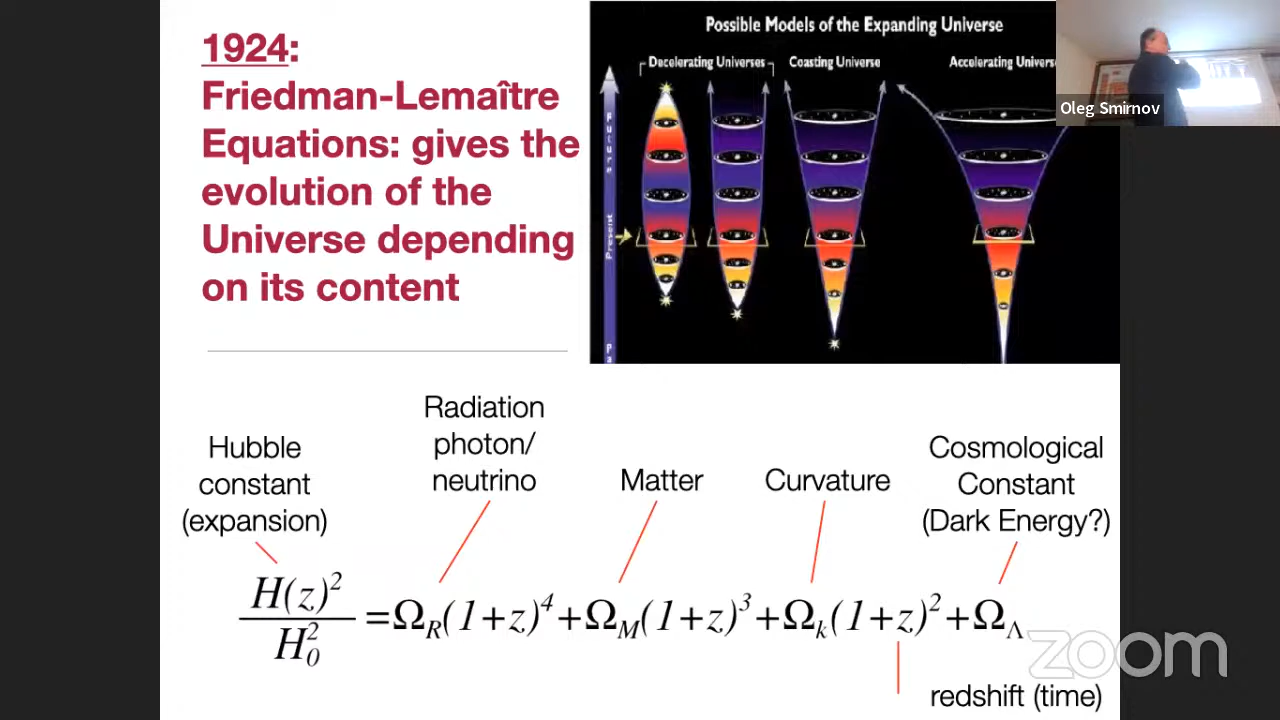 1924:
Friedman-Lemaître
Equations: gives the
evolution of the
Universe depending
on its content
Possible Models of the Expanding Universe
Decelerating Universes
Coasting Universe
Accelerating Univers
Future
Present
Pa
Oleg Smirnov
Hubble
constant
(expansion)
Radiation
photon/
neutrino
Matter
Curvature
Cosmological
Constant
(Dark Energy?)
H(z)²/H₀² =Ω_R(1+z)⁴+Ω_M(1+z)³+Ω_k(1+z)²+Ω_Λ
redshift (time)
zoom